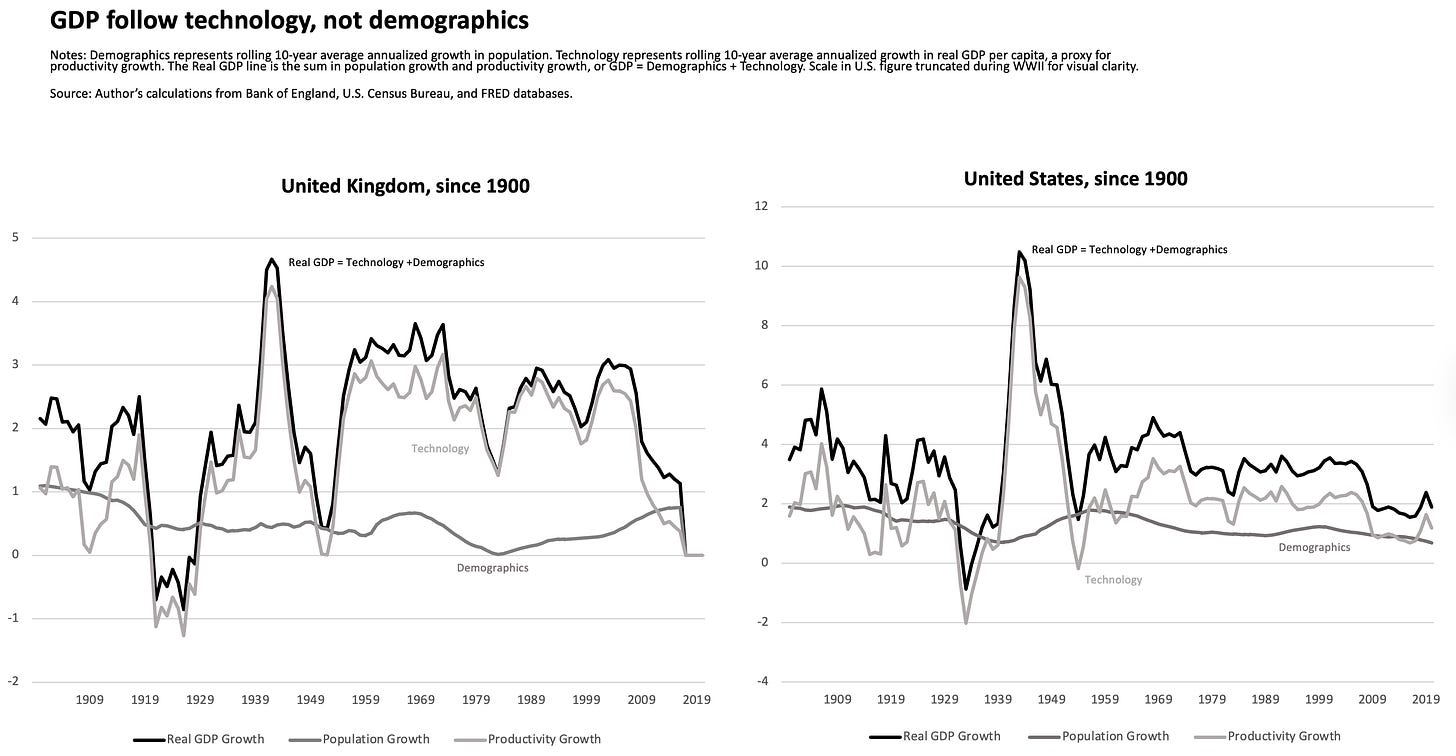 GDP follow technology, not demographics
Notes: Demographics represents rolling 10-year average annualized growth in population. Technology represents rolling 10-year average annualized growth in real GDP per capita, a proxy for
productivity growth. The Real GDP line is the sum in population growth and productivity growth, or GDP = Demographics + Technology. Scale in U.S. figure truncated during WWII for visual clarity.
Source: Author’s calculations from Bank of England, U.S. Census Bureau, and FRED databases.
United Kingdom, since 1900
5
4
3
2
1
0
-1
-2
Real GDP = Technology +Demographics
Technology
Demographics
1909 1919 1929 1939 1949 1959 1969 1979 1989 1999 2009 2019
Real GDP Growth Population Growth Productivity Growth
United States, since 1900
12
10
8
6
4
2
0
-2
-4
Real GDP = Technology +Demographics
Demographics
Technology
1909 1919 1929 1939 1949 1959 1969 1979 1989 1999 2009 2019
Real GDP Growth Population Growth Productivity Growth